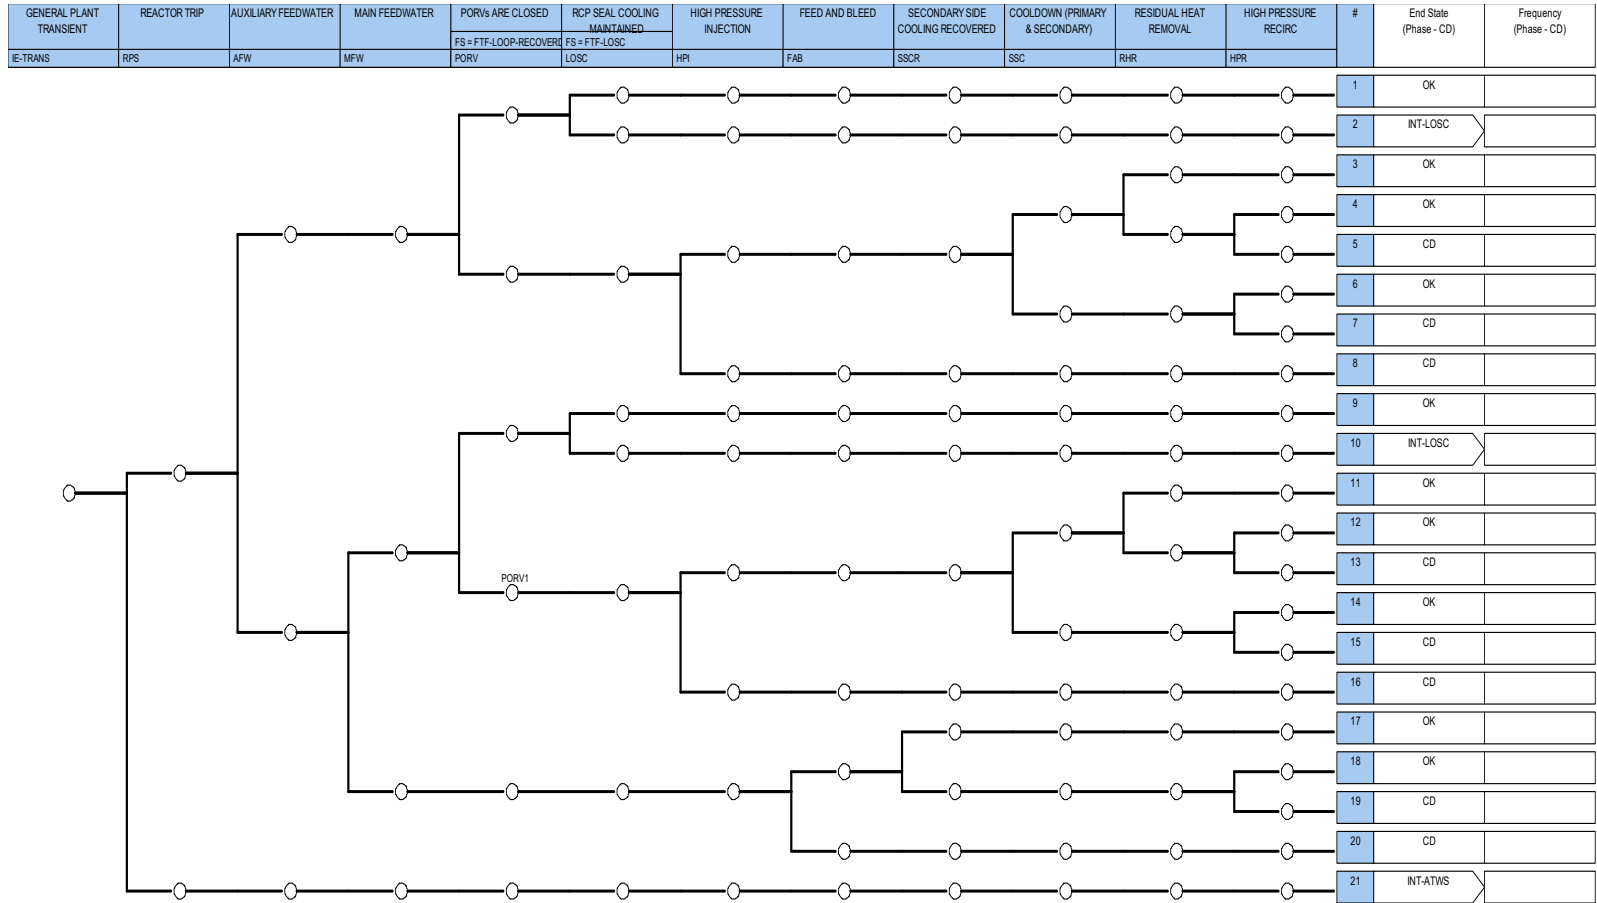 GENERAL PLANT
TRANSIENT
IE-TRANS
REACTOR TRIP
RPS
AUXILIARY FEEDWATER
AFW
MAIN FEEDWATER
MFW
PORVs ARE CLOSED
FS = FTF-LOOP-RECOVERD
PORV
RCP SEAL COOLING
MAINTAINED
FS = FTF-LOSC
LOSC
HIGH PRESSURE
INJECTION
HPI
FEED AND BLEED
FAB
SECONDARY SIDE
COOLING RECOVERED
SSCR
COOLDOWN (PRIMARY
& SECONDARY)
SSC
RESIDUAL HEAT
REMOVAL
RHR
HIGH PRESSURE
RECIRC
HPR
#
End State
(Phase - CD)
Frequency
(Phase - CD)
1 OK
2 INT-LOSC
3 OK
4 OK
5 CD
6 OK
7 CD
8 CD
9 OK
10 INT-LOSC
11 OK
12 OK
13 CD
PORV1
14 OK
15 CD
16 CD
17 OK
18 OK
19 CD
20 CD
21 INT-ATWS